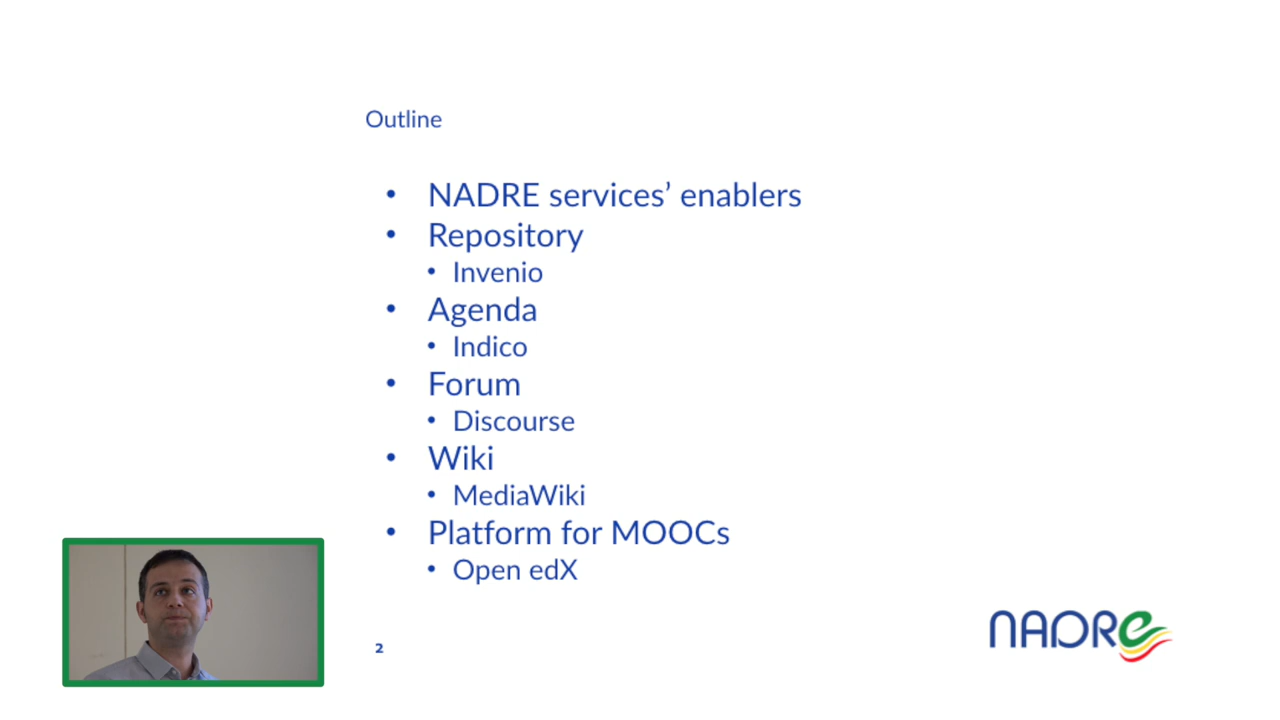 Outline
• NADRE services’ enablers
• Repository
• Invenio
• Agenda
• Indico
• Forum
• Discourse
• Wiki
• MediaWiki
• Platform for MOOCs
• Open edX
2
NADRe